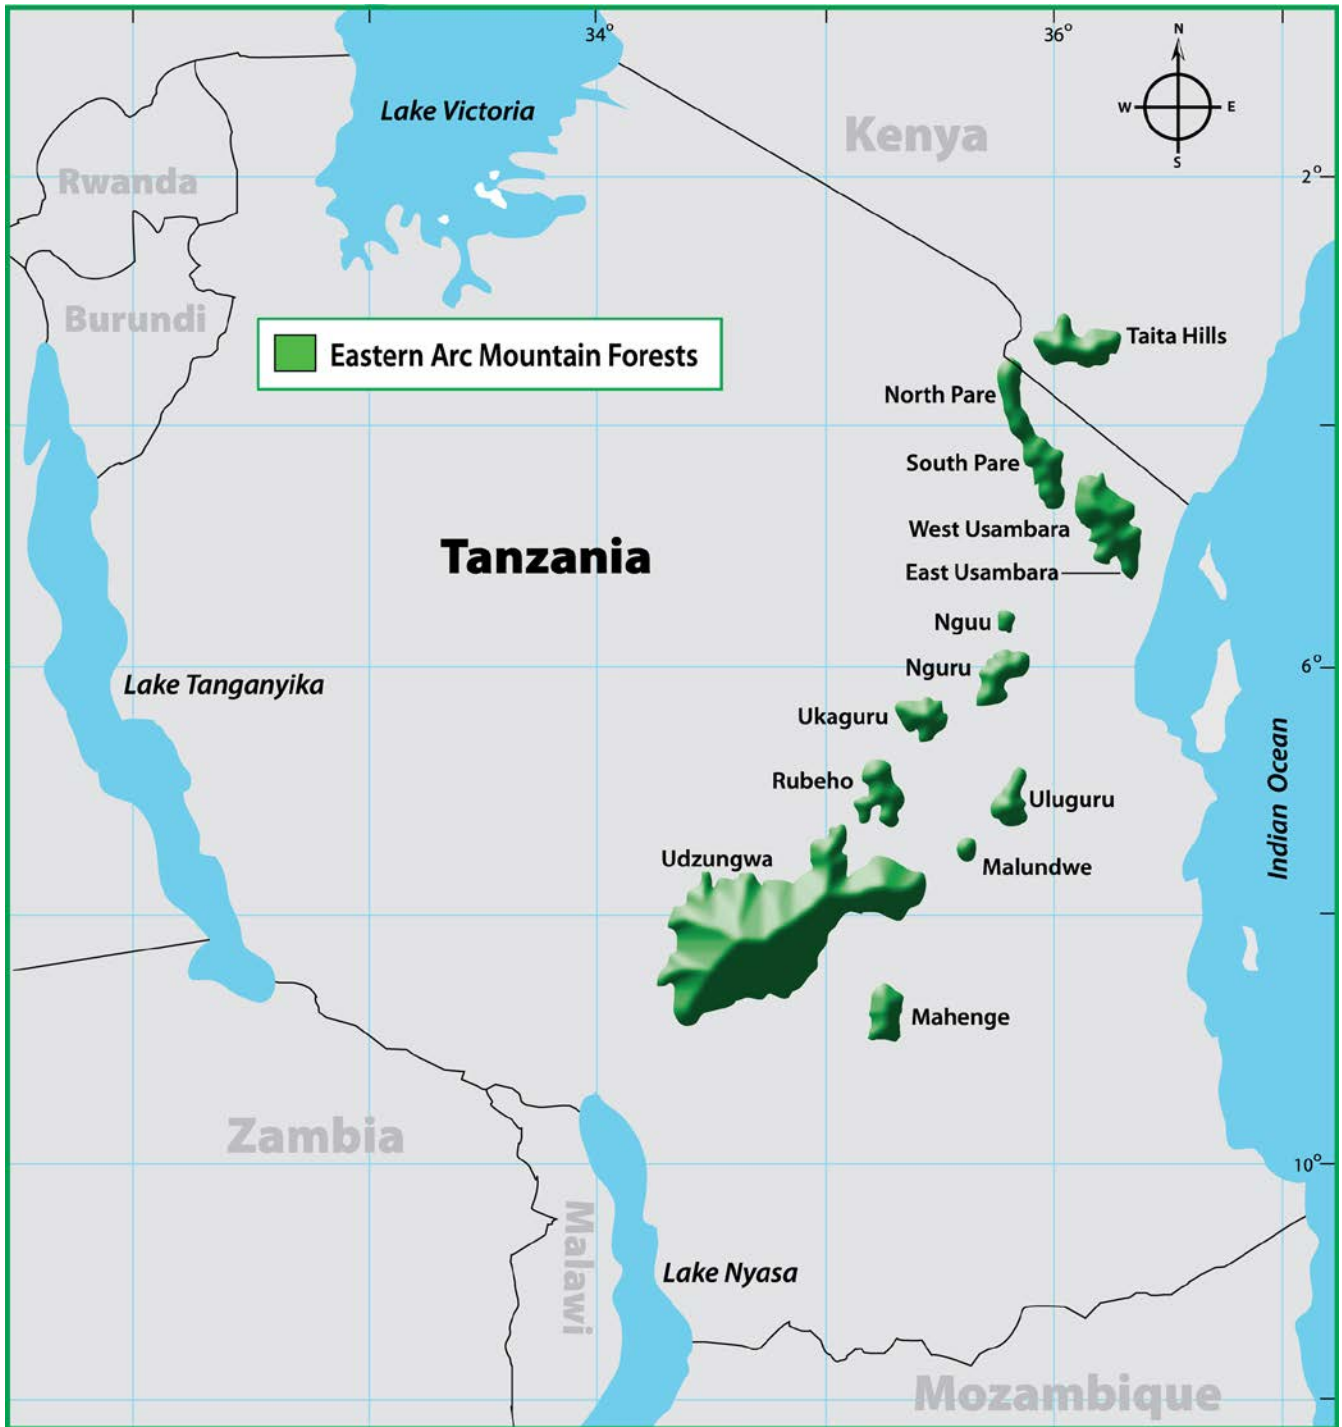 34°
36°
N
W
E
S
Lake Victoria
Kenya
2°
Rwanda
Burundi
Eastern Arc Mountain Forests
Taita Hills
North Pare
South Pare
West Usambara
Tanzania
East Usambara
Nguu
Nguru
6°
Lake Tanganyika
Ukaguru
Indian Ocean
Rubeho
Uluguru
Udzungwa
Malundwe
Mahenge
Zambia
10°
Malawi
Lake Nyasa
Mozambique